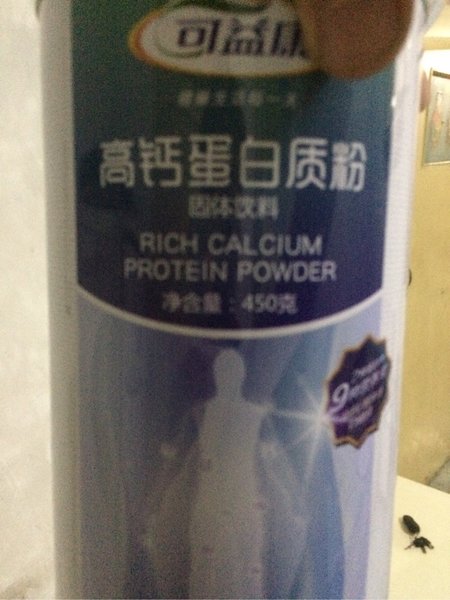 可益康
高钙蛋白质粉
固体饮料
RICH CALCIUM
PROTEIN POWDER
净含量：450克
9